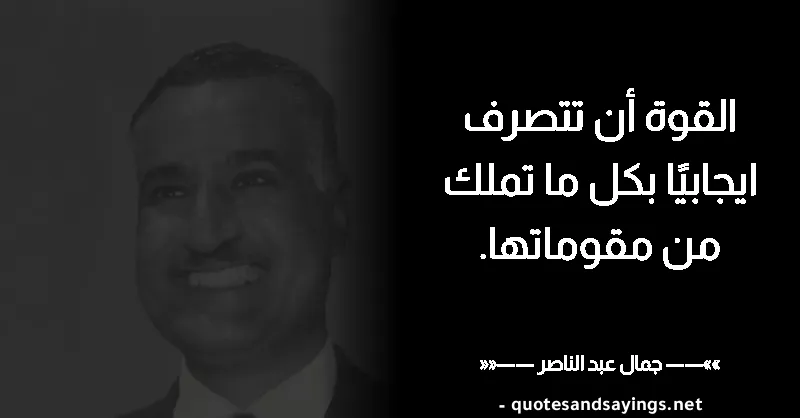 القوة أن تتصرف
ايجابيًا بكل ما تملك
من مقوماتها.
»»—— جمال عبد الناصر ——««
- quotesandsayings.net